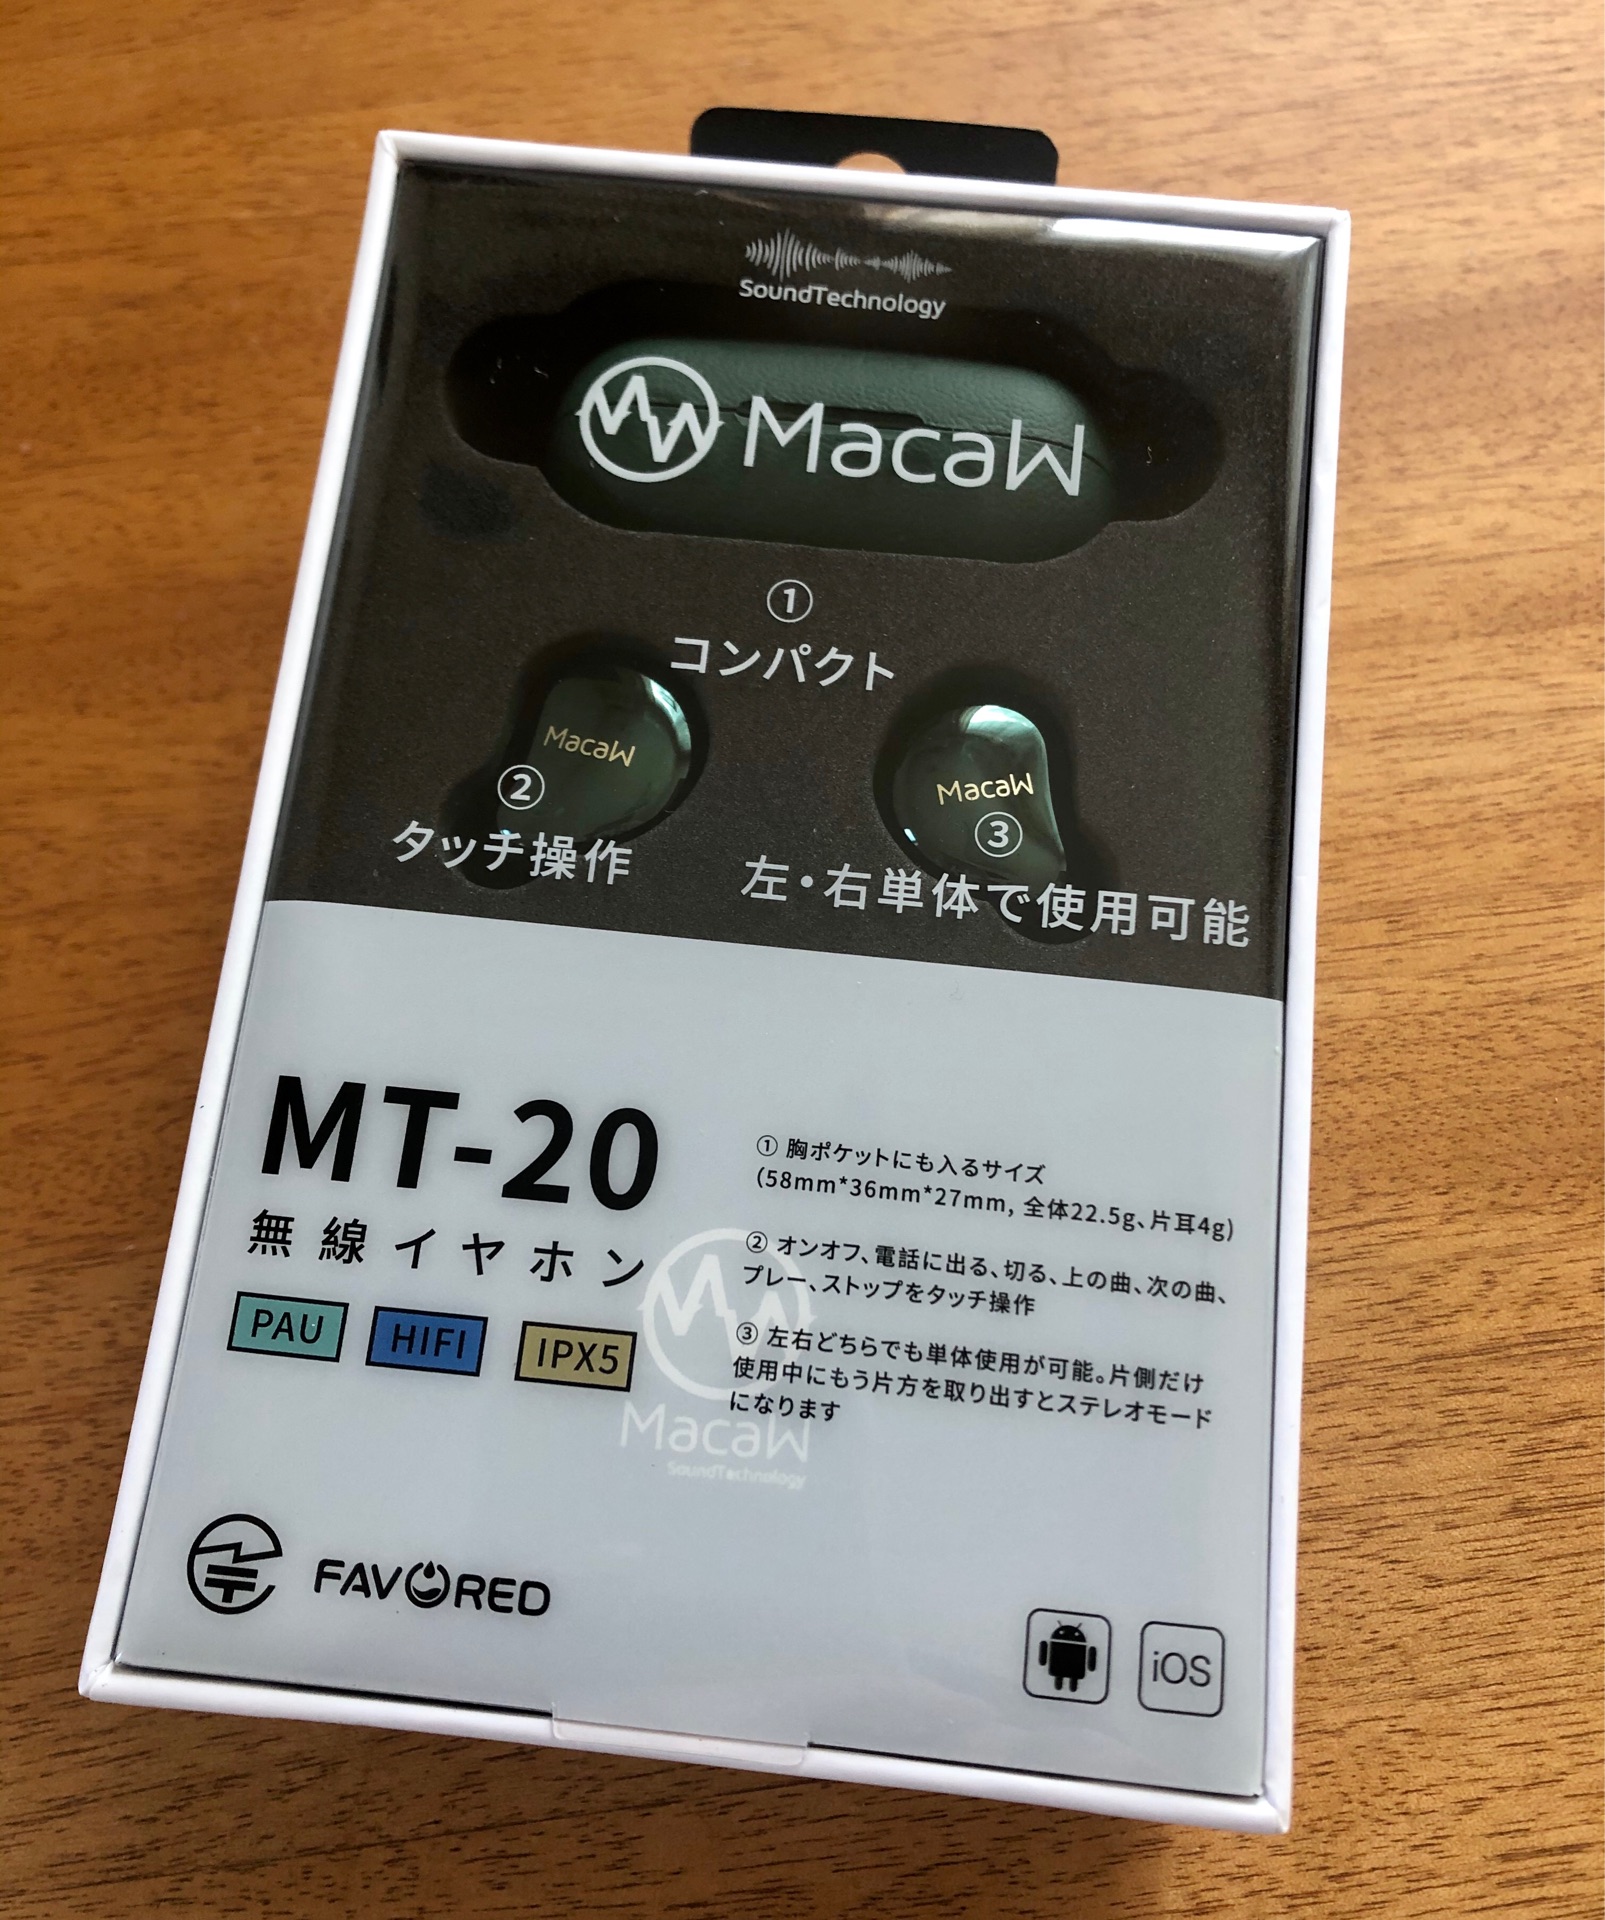 SoundTechnology
MacaW
①
コンパクト
MacaW
②
タッチ操作
MacaW
③
左・右単体で使用可能
MT-20
無線イヤホン
PAU HIFI IPX5
① 胸ポケットにも入るサイズ
(58mm*36mm*27mm, 全体22.5g、片耳4g)
② オンオフ、電話に出る、切る、上の曲、次の曲、
プレー、ストップをタッチ操作
③ 左右どちらでも単体使用が可能。片側だけ
使用中にもう片方を取り出すとステレオモード
になります
MacaW
SoundTechnology
FAVORED
iOS